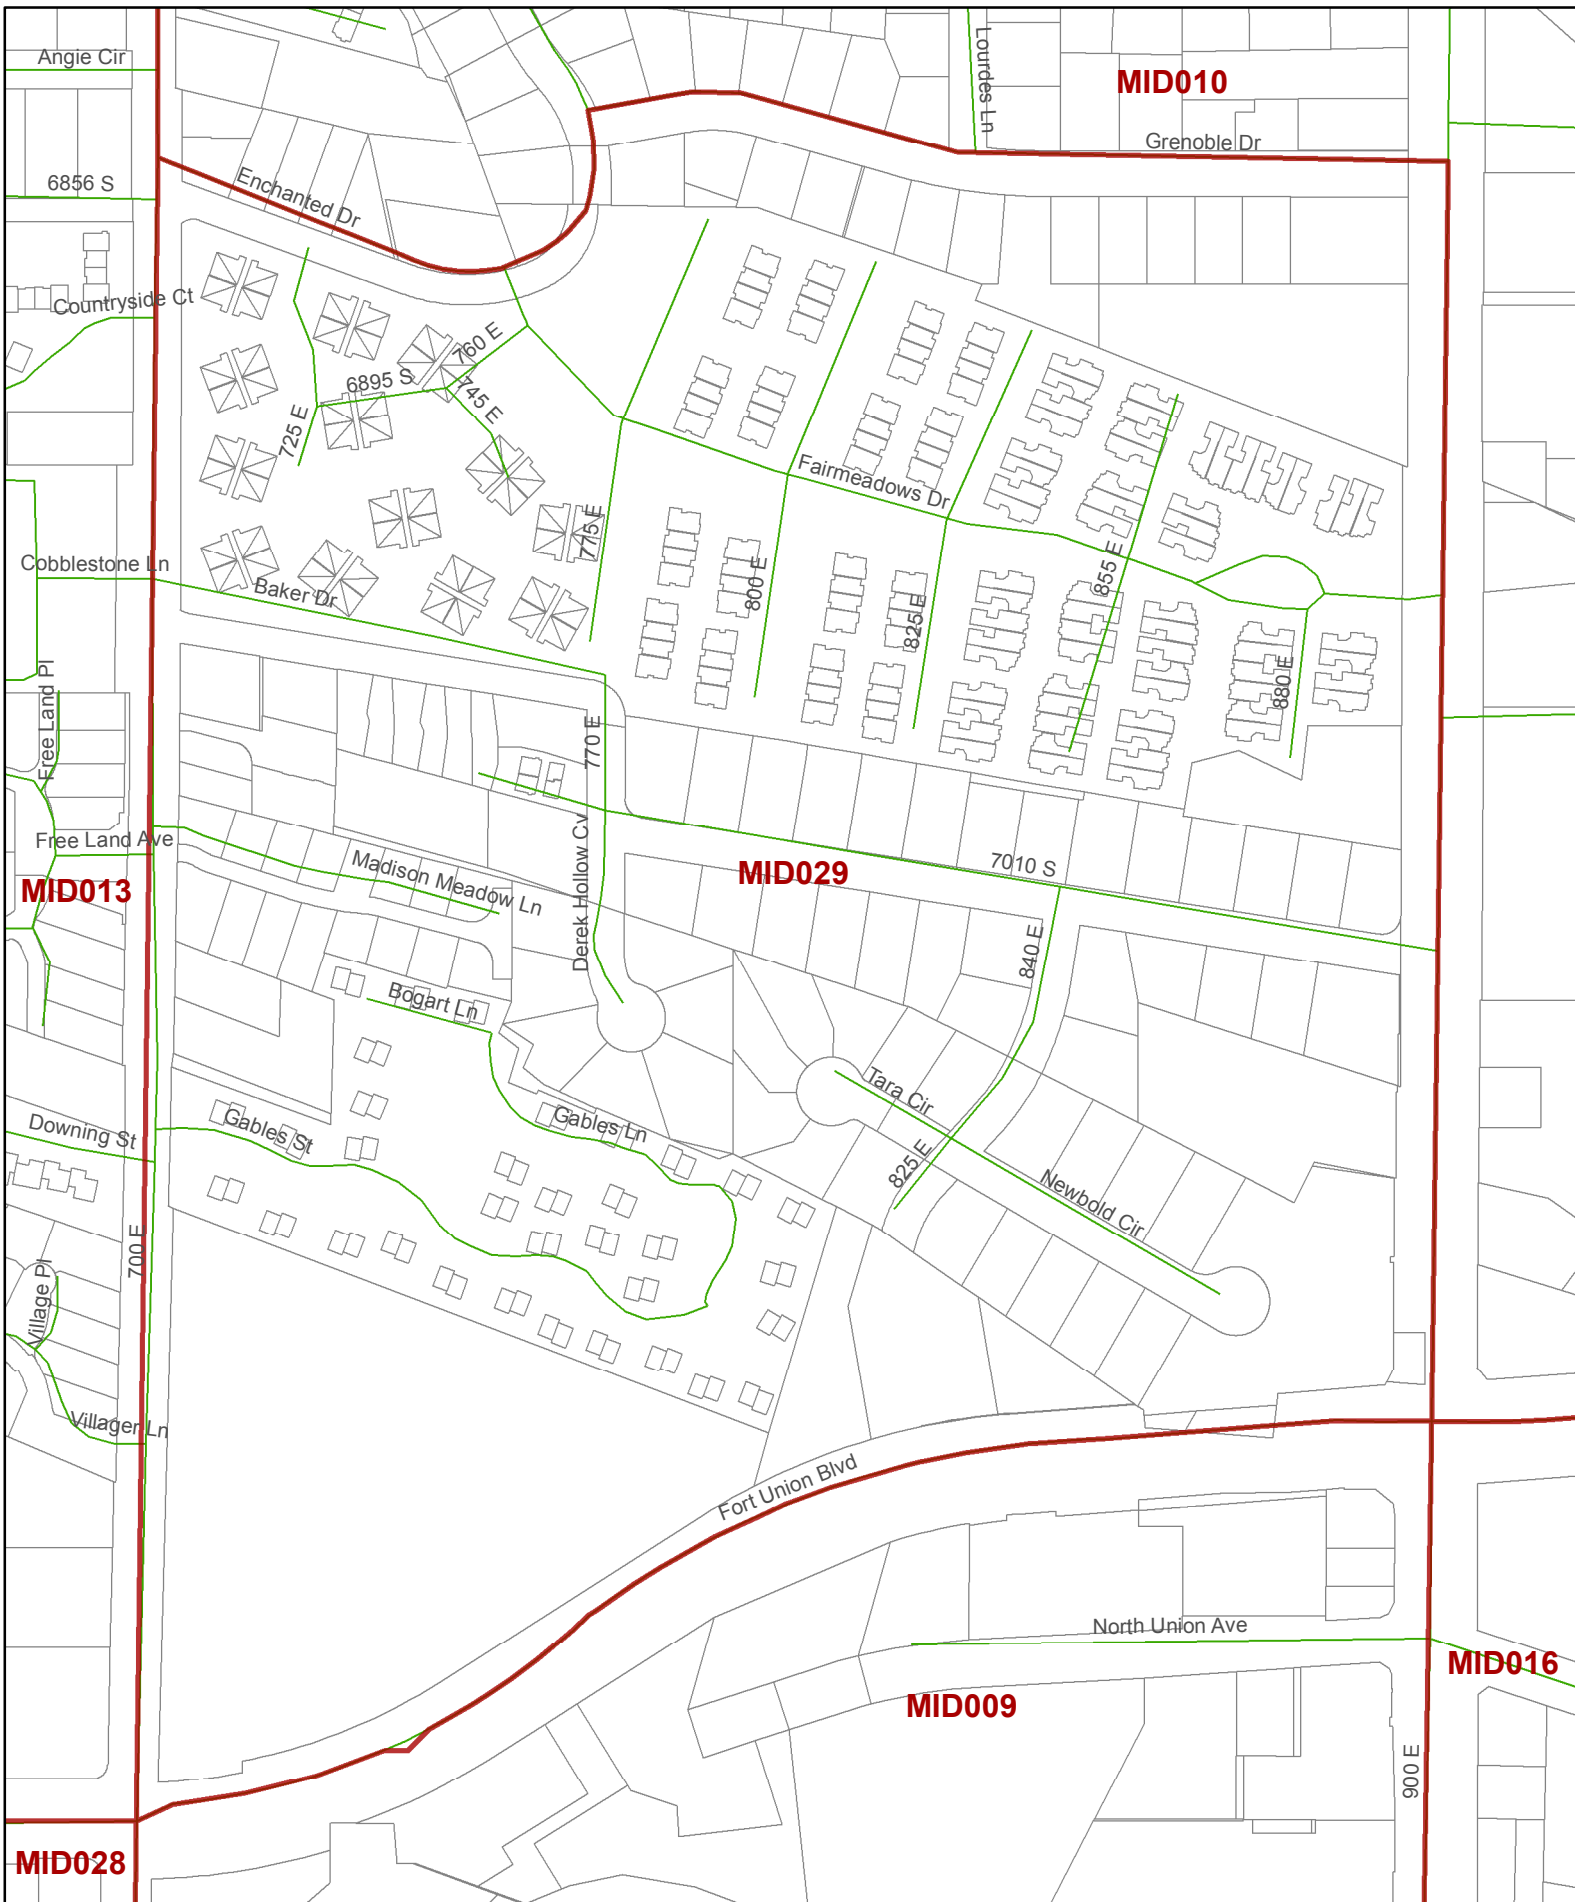 Angie Cir
Lourdes Ln
MID010
Grenoble Dr
6856 S
Enchanted Dr
Countryside Ct
760 E
6895 S
745 E
725 E
Fairmeadows Dr
775 E
800 E
855 E
Cobblestone Ln
Baker Dr
825 E
880 E
Free Land Pl
770 E
Free Land Ave
Madison Meadow Ln
MID029
7010 S
MID013
Derek Hollow Cv
840 E
Bogart Ln
Tara Cir
Gables St
Gables Ln
Downing St
825 E
Newbold Cir
700 E
Village Pl
Villager Ln
Fort Union Blvd
North Union Ave
MID016
MID009
900 E
MID028